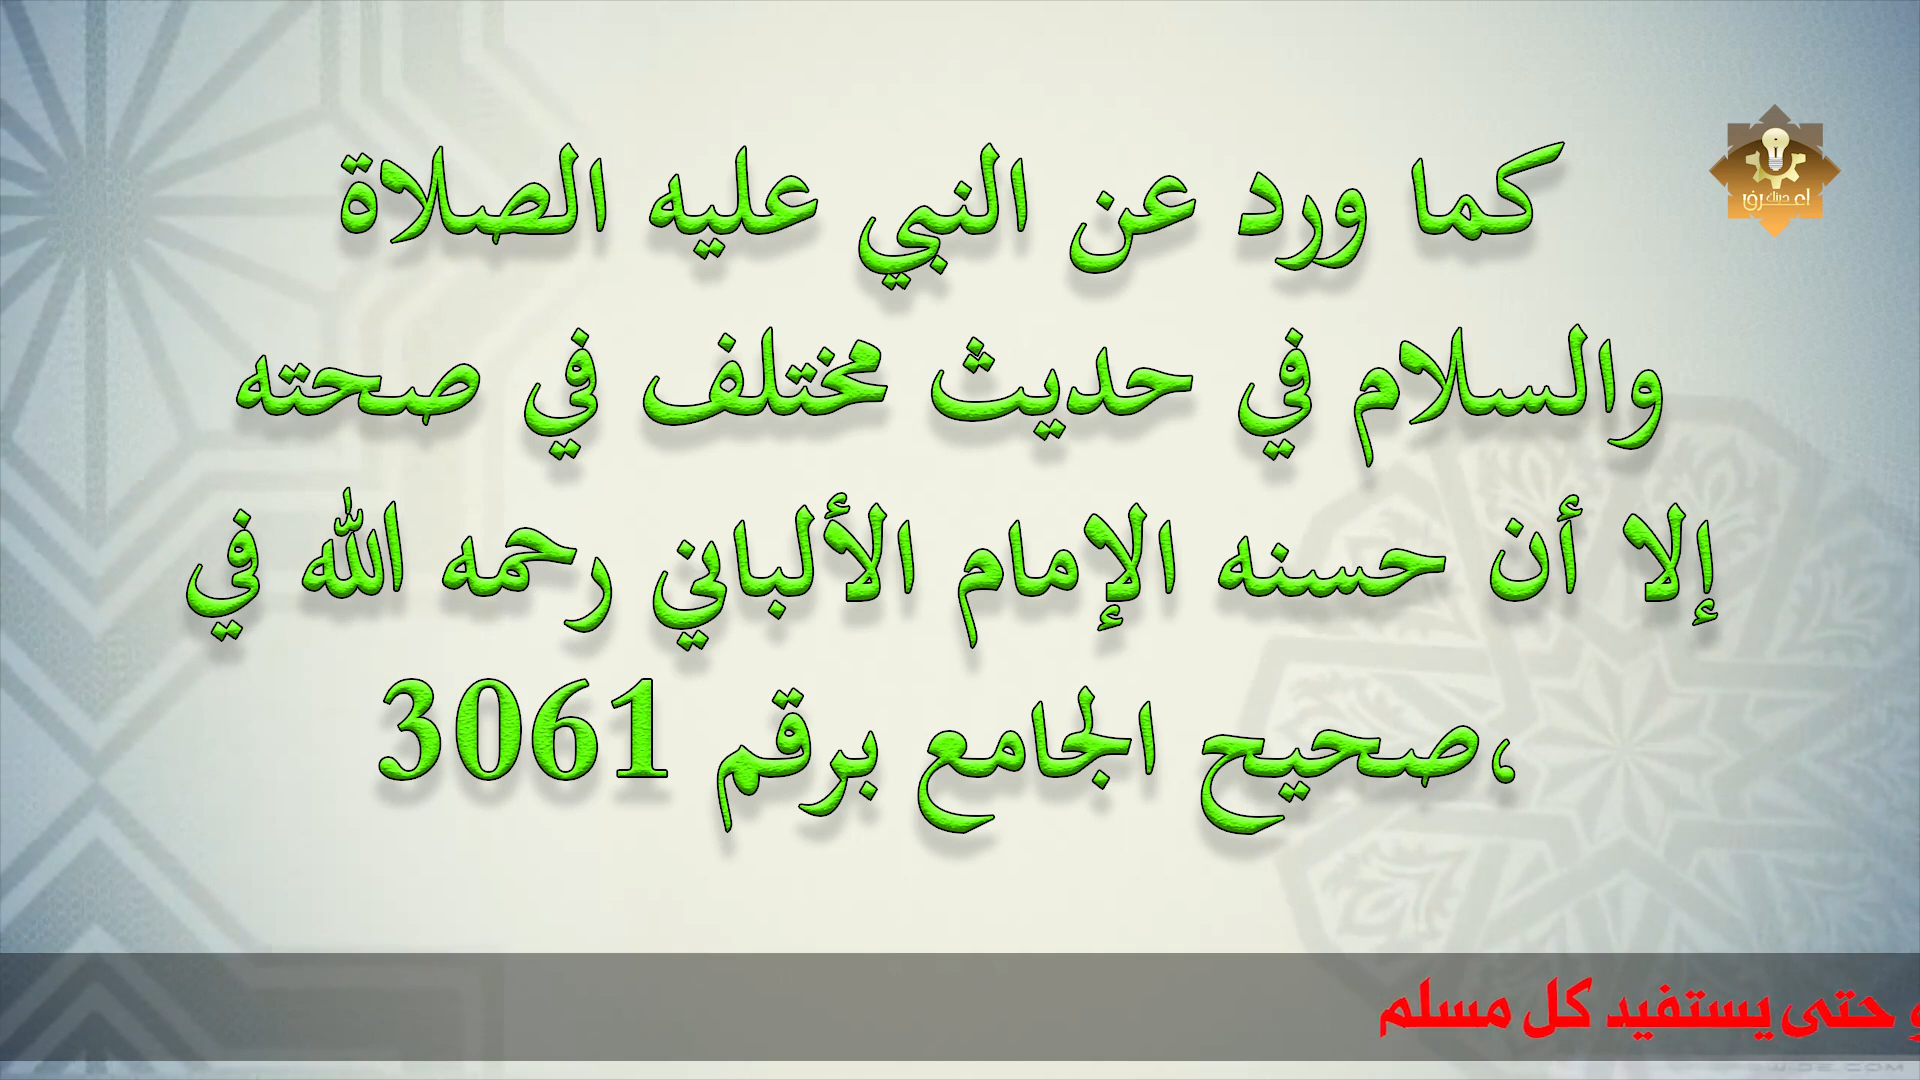 كما ورد عن النبي عليه الصلاة
والسلام في حديث مختلف في صحته
إلا أن حسنه الإمام الألباني رحمه الله في
صحيح الجامع برقم 3061،
حتى يستفيد كل مسلم